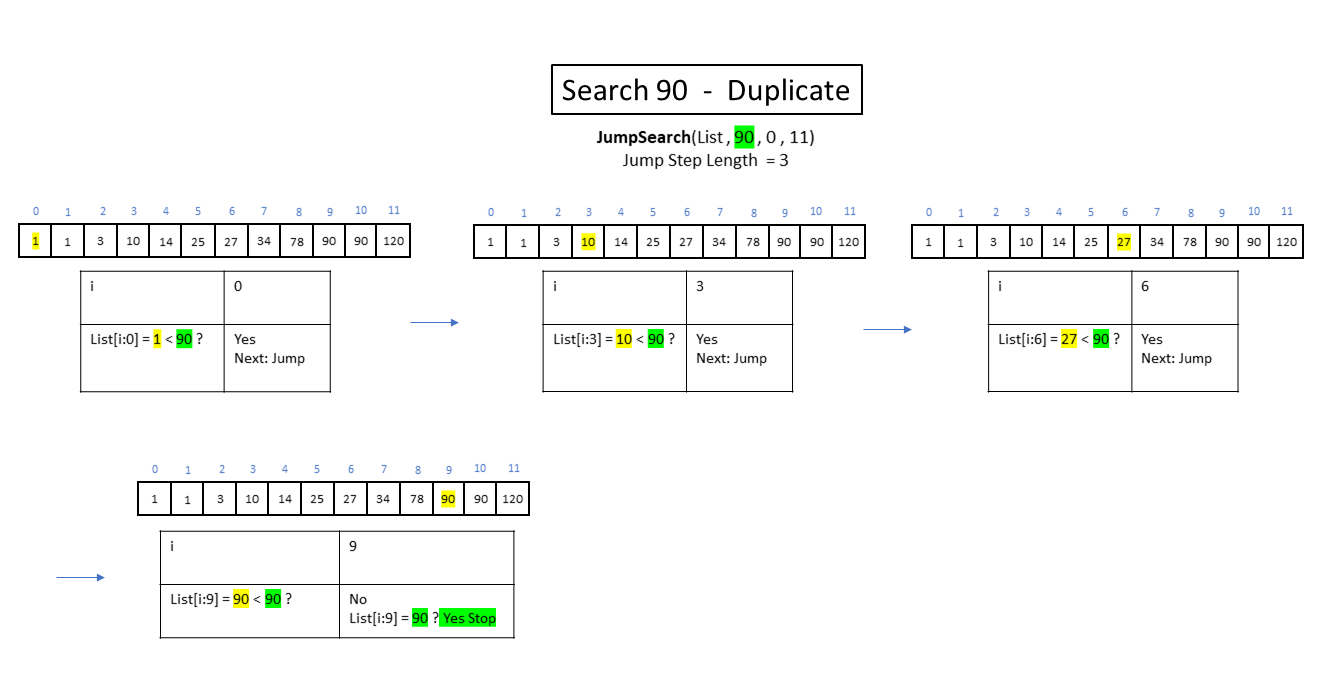 Search 90 - Duplicate
JumpSearch(List , 90 , 0 , 11)
Jump Step Length = 3
0 1 2 3 4 5 6 7 8 9 10 11
1 1 3 10 14 25 27 34 78 90 90 120
i 0
List[i:0] = 1 < 90 ? Yes
Next: Jump
0 1 2 3 4 5 6 7 8 9 10 11
1 1 3 10 14 25 27 34 78 90 90 120
i 3
List[i:3] = 10 < 90 ? Yes
Next: Jump
0 1 2 3 4 5 6 7 8 9 10 11
1 1 3 10 14 25 27 34 78 90 90 120
i 6
List[i:6] = 27 < 90 ? Yes
Next: Jump
0 1 2 3 4 5 6 7 8 9 10 11
1 1 3 10 14 25 27 34 78 90 90 120
i 9
List[i:9] = 90 < 90 ? No
List[i:9] = 90 ? Yes Stop